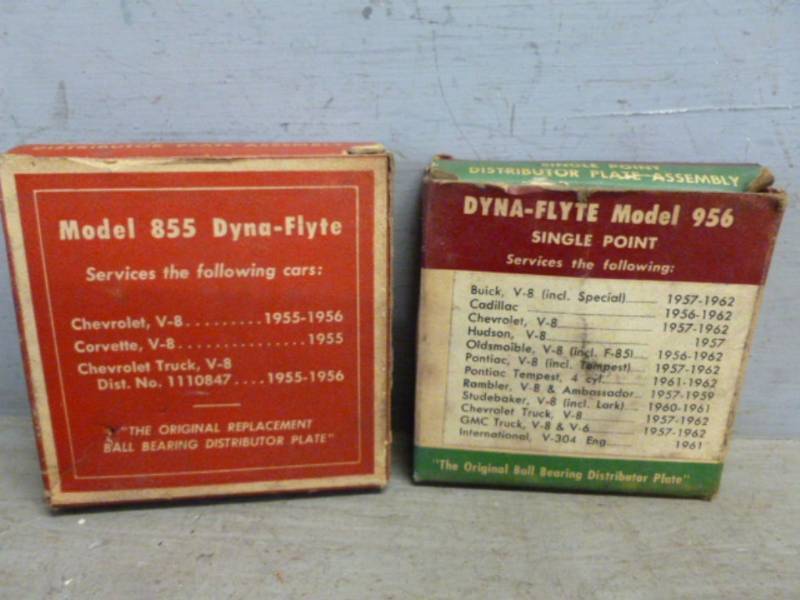 DISTRIBUTOR PLATE ASSEMBLY
Model 855 Dyna-Flyte
Services the following cars:
Chevrolet, V-8.........1955-1956
Corvette, V-8...............1955
Chevrolet Truck, V-8
Dist. No. 1110847....1955-1956
"THE ORIGINAL REPLACEMENT
BALL BEARING DISTRIBUTOR PLATE"
SINGLE POINT
DISTRIBUTOR PLATE ASSEMBLY
DYNA-FLYTE Model 956
SINGLE POINT
Services the following:
Buick, V-8 (incl. Special) 1957-1962
Cadillac 1956-1962
Chevrolet, V-8 1957-1962
Hudson, V-8 1957
Oldsmoible, V-8 (incl. F-85) 1956-1962
Pontiac, V-8 (incl. Tempest) 1957-1962
Pontiac Tempest, 4 cyl. 1961-1962
Rambler, V-8 & Ambassador 1957-1959
Studebaker, V-8 (incl. Lark) 1960-1961
Chevrolet Truck, V-8 1957-1962
GMC Truck, V-8 & V-6 1957-1962
International, V-304 Eng. 1961
"The Original Ball Bearing Distributor Plate"